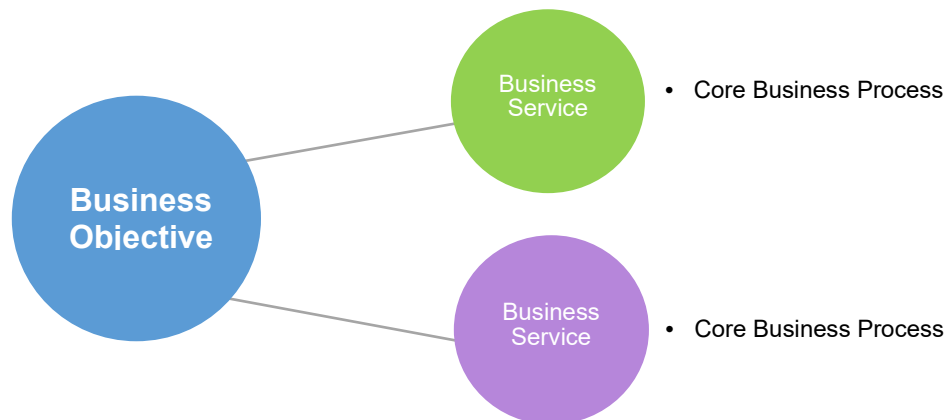 Business
Service
• Core Business Process
Business
Objective
Business
Service
• Core Business Process